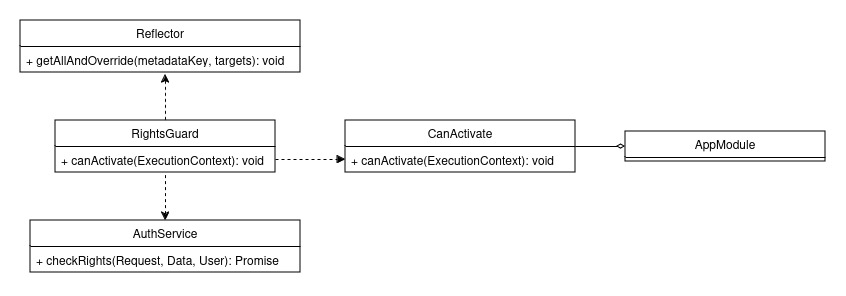 Reflector
+ getAllAndOverride(metadataKey, targets): void
RightsGuard
+ canActivate(ExecutionContext): void
CanActivate
+ canActivate(ExecutionContext): void
AppModule
AuthService
+ checkRights(Request, Data, User): Promise